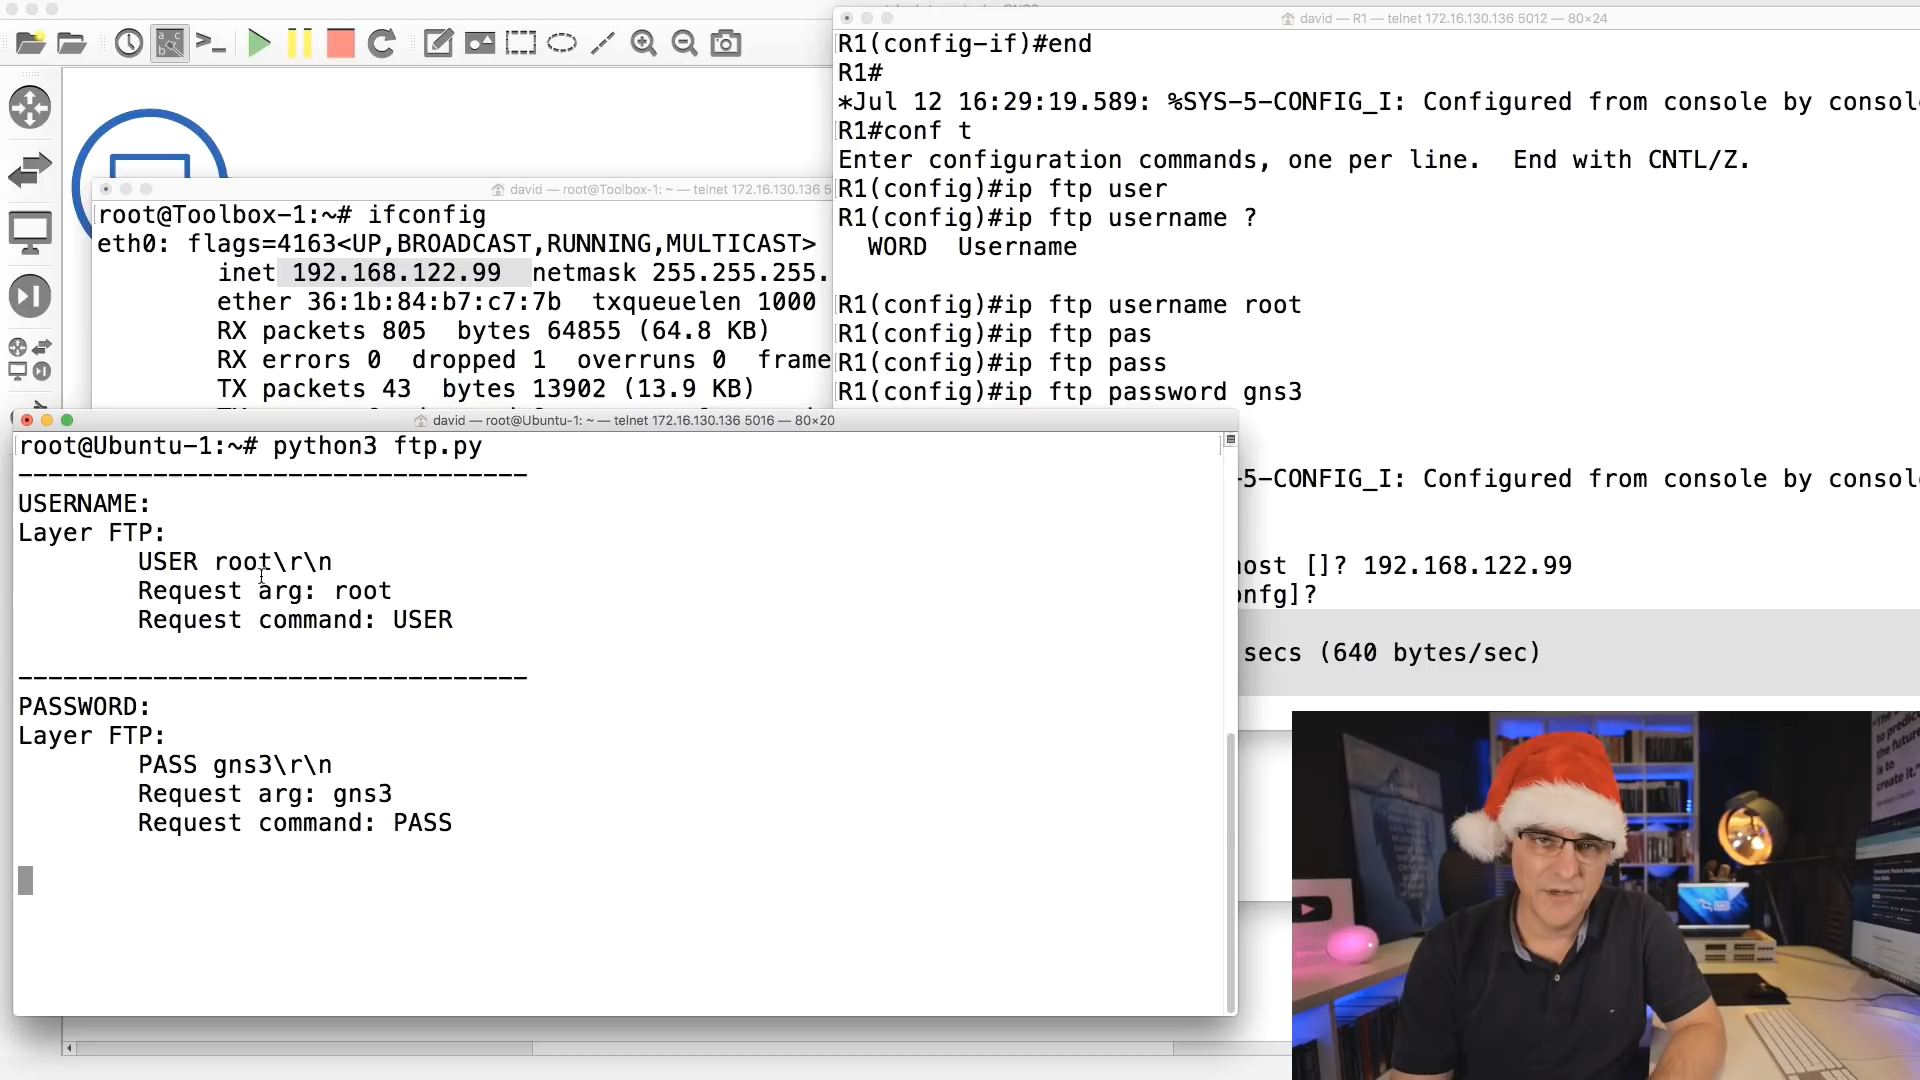 david — R1 — telnet 172.16.130.136 5012 — 80×24
R1(config-if)#end
R1#
*Jul 12 16:29:19.589: %SYS-5-CONFIG_I: Configured from console by consol
R1#conf t
Enter configuration commands, one per line.  End with CNTL/Z.
R1(config)#ip ftp user
R1(config)#ip ftp username ?
WORD  Username
R1(config)#ip ftp username root
R1(config)#ip ftp pas
R1(config)#ip ftp pass
R1(config)#ip ftp password gns3
-5-CONFIG_I: Configured from console by consol
host []? 192.168.122.99
onfg]?
secs (640 bytes/sec)
david — root@Toolbox-1: ~ — telnet 172.16.130.136 5
root@Toolbox-1:~# ifconfig
eth0: flags=4163<UP,BROADCAST,RUNNING,MULTICAST>
inet 192.168.122.99  netmask 255.255.255.
ether 36:1b:84:b7:c7:7b  txqueuelen 1000
RX packets 805  bytes 64855 (64.8 KB)
RX errors 0  dropped 1  overruns 0  frame
TX packets 43  bytes 13902 (13.9 KB)
david — root@Ubuntu-1: ~ — telnet 172.16.130.136 5016 — 80×20
root@Ubuntu-1:~# python3 ftp.py
----------------------------------
USERNAME:
Layer FTP:
USER root\r\n
Request arg: root
Request command: USER
----------------------------------
PASSWORD:
Layer FTP:
PASS gns3\r\n
Request arg: gns3
Request command: PASS
to predic
the future
is to
create it."